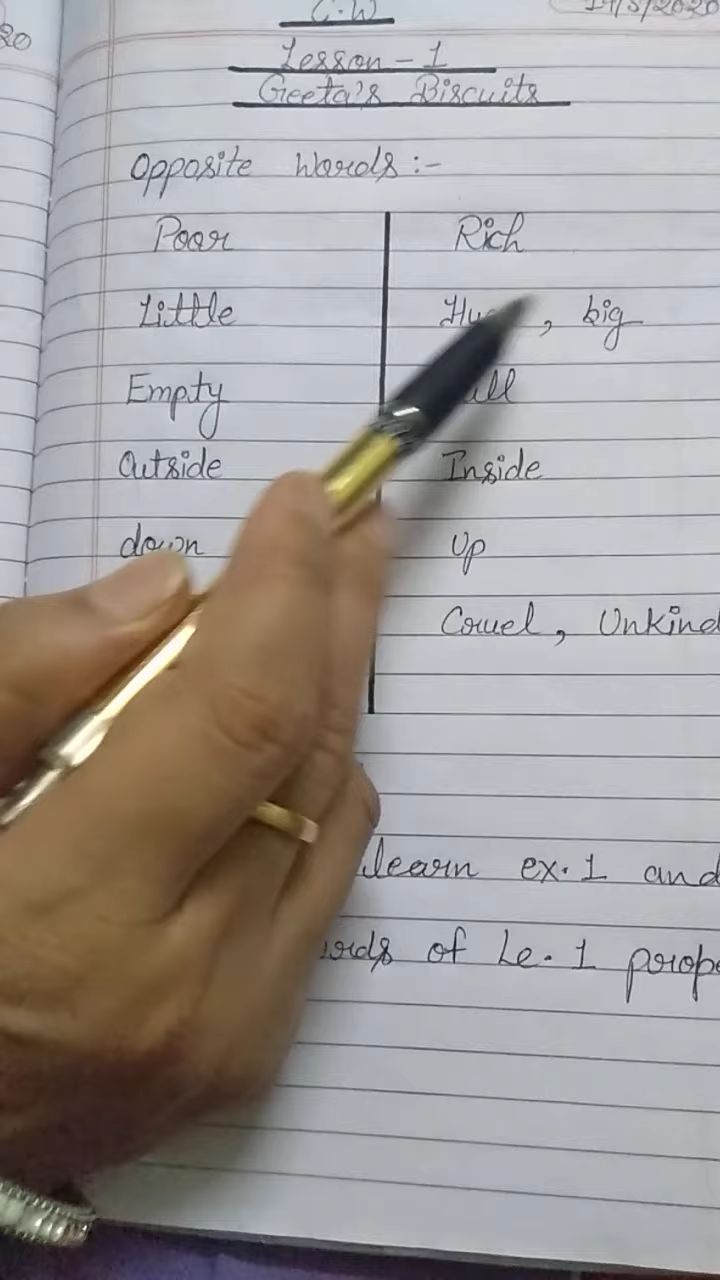 C.W
20
Lesson - 1
Geeta's Biscuits
Opposite Words :-
Poor Rich
Little , big
Empty
Outside Inside
down Up
Cruel, Unkind
learn ex. 1 and
of Le. 1